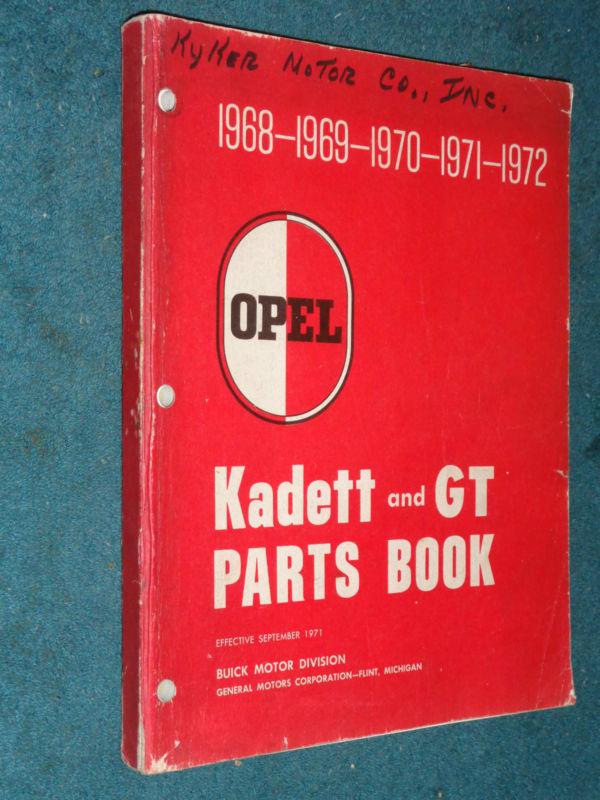 KyKER MOTOR CO., INC.
1968–1969–1970–1971–1972
OPEL
Kadett and GT
PARTS BOOK
EFFECTIVE SEPTEMBER 1971
BUICK MOTOR DIVISION
GENERAL MOTORS CORPORATION—FLINT, MICHIGAN